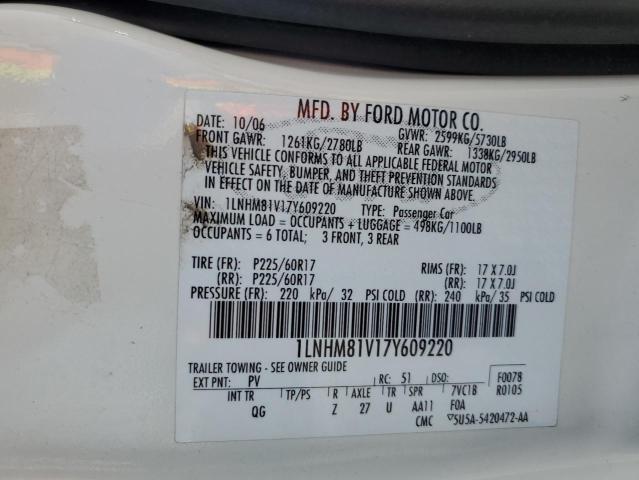 MFD. BY FORD MOTOR CO.
DATE: 10/06 GVWR: 2599KG/5730LB
FRONT GAWR: 1261KG/2780LB REAR GAWR: 1338KG/2950LB
THIS VEHICLE CONFORMS TO ALL APPLICABLE FEDERAL MOTOR
VEHICLE SAFETY, BUMPER, AND THEFT PREVENTION STANDARDS
IN EFFECT ON THE DATE OF MANUFACTURE SHOWN ABOVE.
VIN: 1LNHM81V17Y609220 TYPE: Passenger Car
MAXIMUM LOAD = OCCUPANTS + LUGGAGE = 498KG/1100LB
OCCUPANTS = 6 TOTAL; 3 FRONT, 3 REAR
TIRE (FR): P225/60R17 RIMS (FR): 17 X 7.0J
(RR): P225/60R17 (RR): 17 X 7.0J
PRESSURE (FR): 220 kPa/ 32 PSI COLD (RR): 240 kPa/ 35 PSI COLD
1LNHM81V17Y609220
TRAILER TOWING - SEE OWNER GUIDE
EXT PNT: PV RC: 51 DSO: F0078
INT TR TP/PS R AXLE TR SPR 7VC1B R0105
QG Z 27 U AA11 F0A
CMC 5U5A-5420472-AA